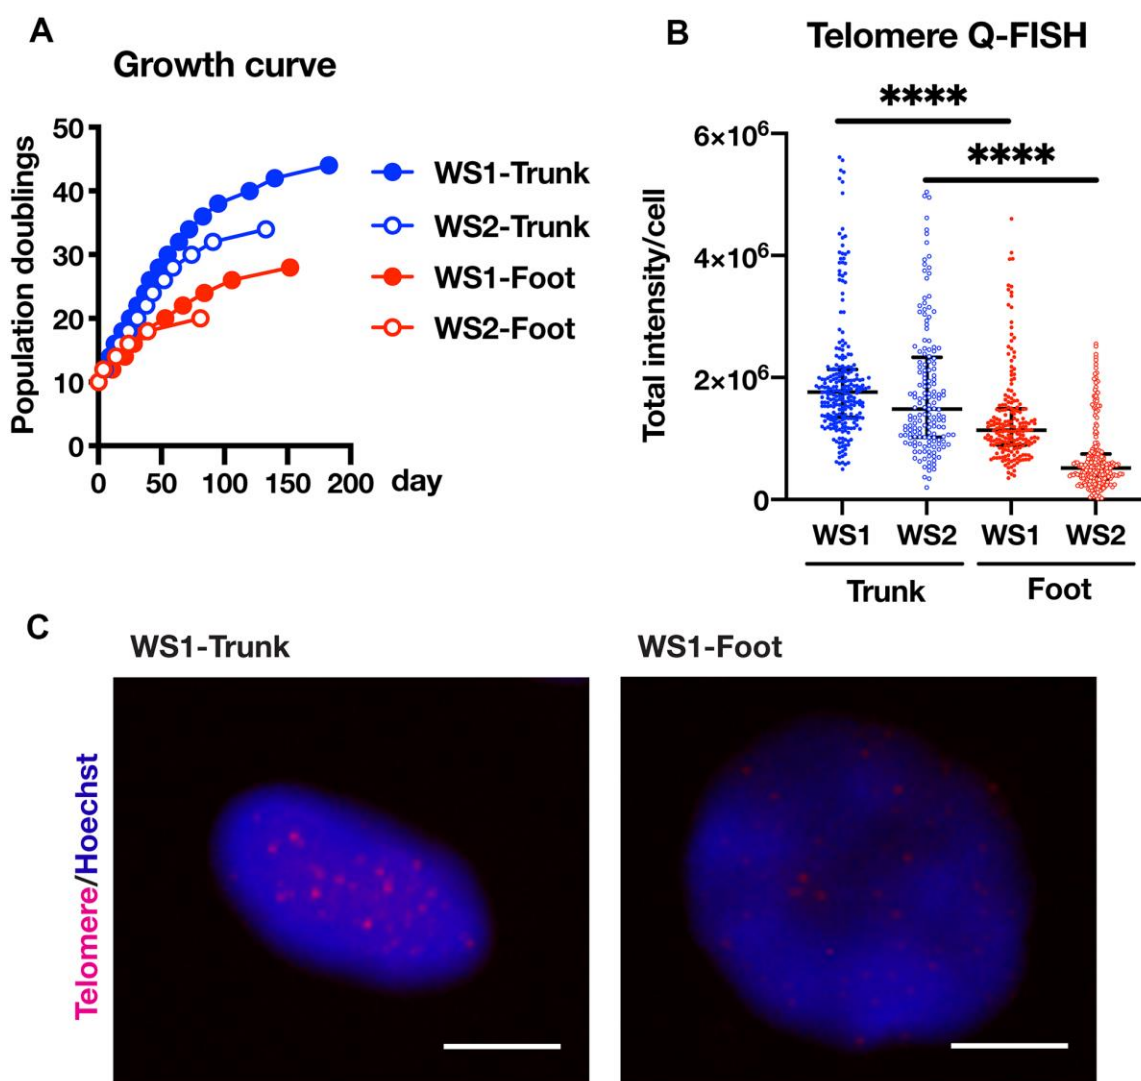 A
Growth curve
Population doublings
50
40
30
20
10
0
0 50 100 150 200 day
WS1-Trunk
WS2-Trunk
WS1-Foot
WS2-Foot
B
Telomere Q-FISH
****
****
Total intensity/cell
6×10⁶
4×10⁶
2×10⁶
0
WS1 WS2 WS1 WS2
Trunk Foot
C
WS1-Trunk WS1-Foot
Telomere/Hoechst